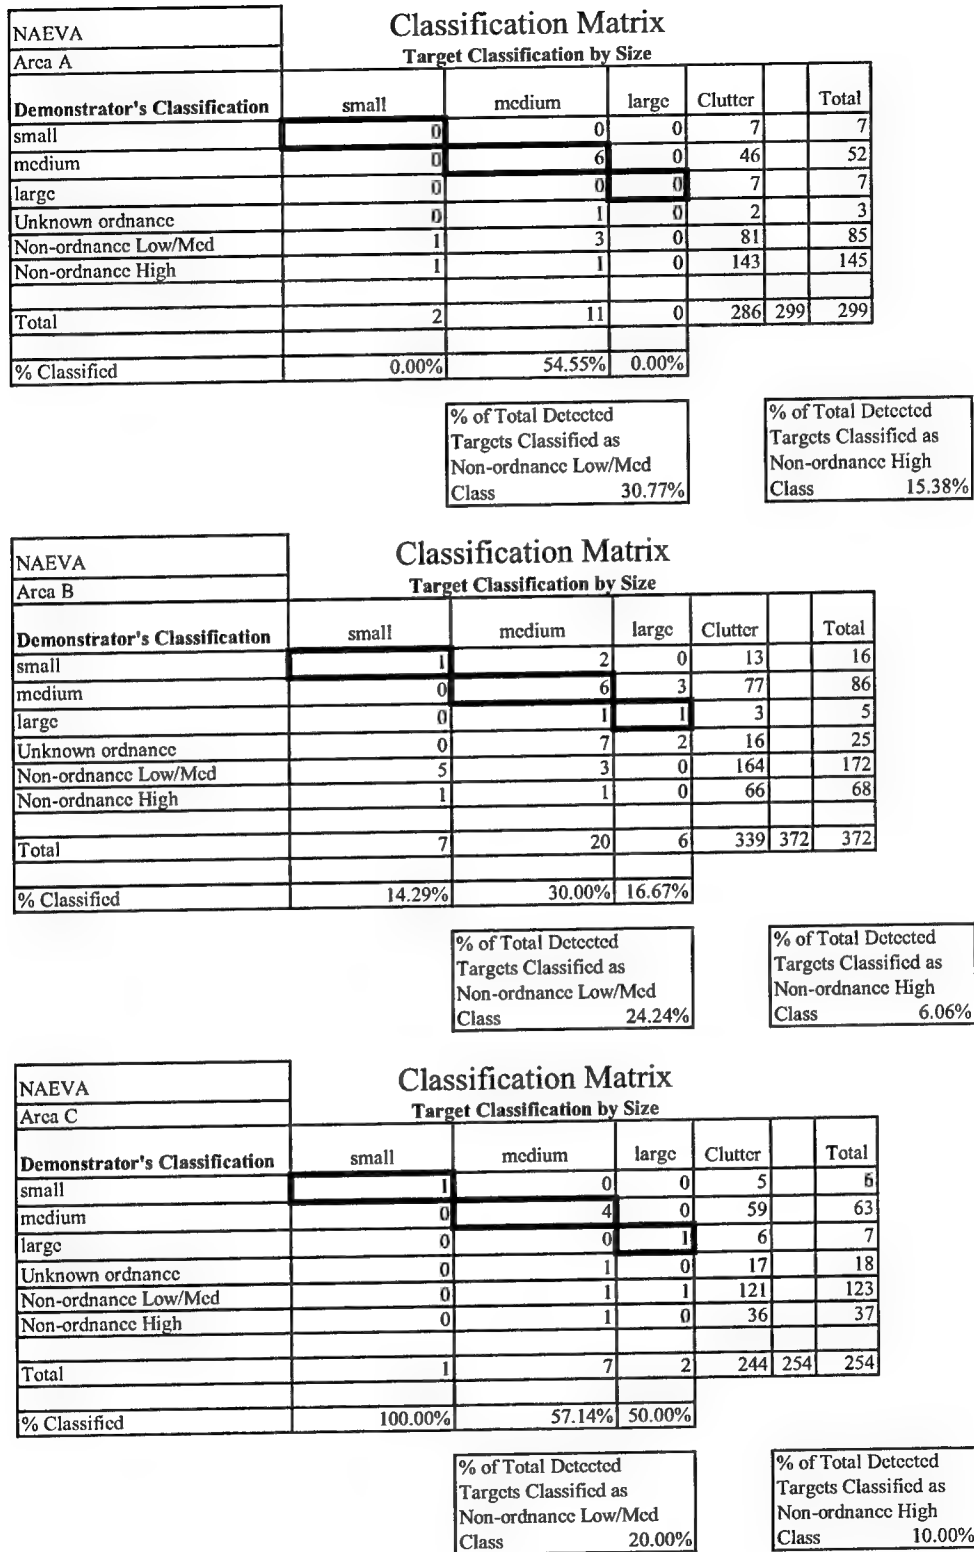 NAEVA
Classification Matrix
Area A
Target Classification by Size
Demonstrator's Classification small medium large Clutter Total
small 0 0 0 7 7
medium 0 6 0 46 52
large 0 0 0 7 7
Unknown ordnance 0 1 0 2 3
Non-ordnance Low/Med 1 3 0 81 85
Non-ordnance High 1 1 0 143 145
Total 2 11 0 286 299 299
% Classified 0.00% 54.55% 0.00%
% of Total Detected
Targets Classified as
Non-ordnance Low/Med
Class 30.77%
% of Total Detected
Targets Classified as
Non-ordnance High
Class 15.38%
NAEVA
Classification Matrix
Area B
Target Classification by Size
Demonstrator's Classification small medium large Clutter Total
small 1 2 0 13 16
medium 0 6 3 77 86
large 0 1 1 3 5
Unknown ordnance 0 7 2 16 25
Non-ordnance Low/Med 5 3 0 164 172
Non-ordnance High 1 1 0 66 68
Total 7 20 6 339 372 372
% Classified 14.29% 30.00% 16.67%
% of Total Detected
Targets Classified as
Non-ordnance Low/Med
Class 24.24%
% of Total Detected
Targets Classified as
Non-ordnance High
Class 6.06%
NAEVA
Classification Matrix
Area C
Target Classification by Size
Demonstrator's Classification small medium large Clutter Total
small 1 0 0 5 6
medium 0 4 0 59 63
large 0 0 1 6 7
Unknown ordnance 0 1 0 17 18
Non-ordnance Low/Med 0 1 1 121 123
Non-ordnance High 0 1 0 36 37
Total 1 7 2 244 254 254
% Classified 100.00% 57.14% 50.00%
% of Total Detected
Targets Classified as
Non-ordnance Low/Med
Class 20.00%
% of Total Detected
Targets Classified as
Non-ordnance High
Class 10.00%